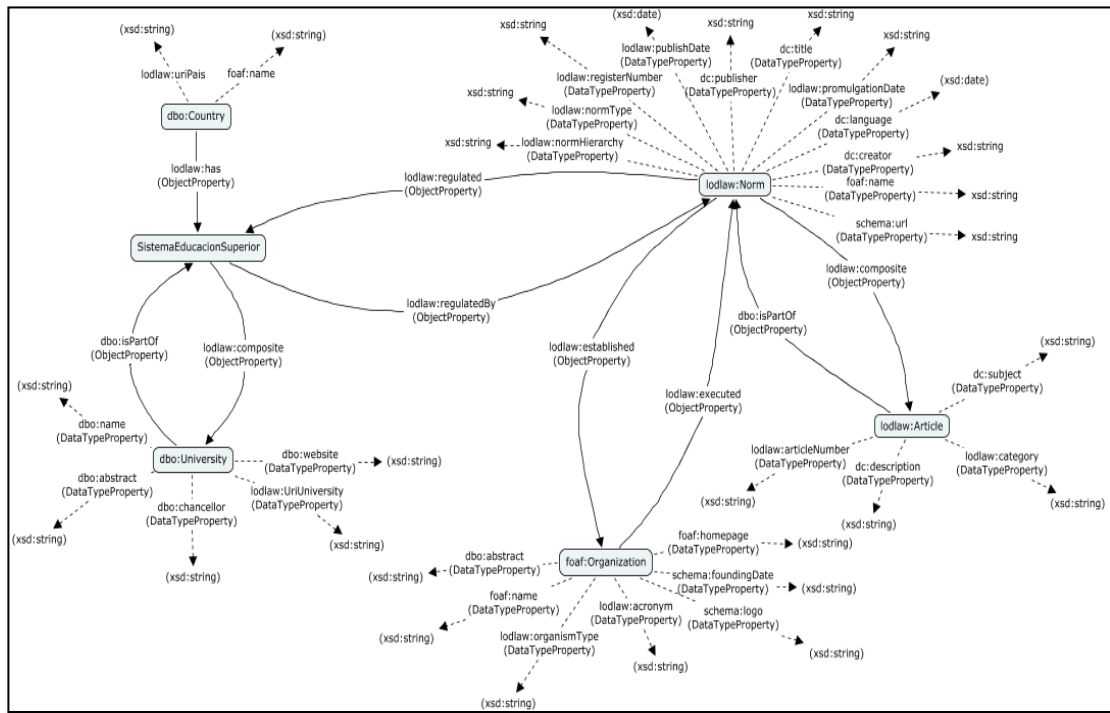 (xsd:string)
(xsd:string)
lodlaw:uriPais
foaf:name
dbo:Country
lodlaw:has
(ObjectProperty)
SistemaEducacionSuperior
dbo:isPartOf
(ObjectProperty)
lodlaw:composite
(ObjectProperty)
(xsd:string)
dbo:name
(DataTypeProperty)
dbo:University
dbo:website
(DataTypeProperty)
(xsd:string)
dbo:abstract
(DataTypeProperty)
lodlaw:UriUniversity
(DataTypeProperty)
dbo:chancellor
(DataTypeProperty)
(xsd:string)
(xsd:string)
(xsd:string)
lodlaw:regulated
(ObjectProperty)
lodlaw:regulatedBy
(ObjectProperty)
xsd:string
(xsd:date)
xsd:string
xsd:string
xsd:string
lodlaw:publishDate
(DataTypeProperty)
dc:title
(DataTypeProperty)
dc:publisher
(DataTypeProperty)
lodlaw:registerNumber
(DataTypeProperty)
lodlaw:promulgationDate
(DataTypeProperty)
(xsd:date)
xsd:string
lodlaw:normType
(DataTypeProperty)
dc:language
(DataTypeProperty)
xsd:string
lodlaw:normHierarchy
(DataTypeProperty)
dc:creator
(DataTypeProperty)
xsd:string
lodlaw:Norm
foaf:name
(DataTypeProperty)
xsd:string
schema:url
(DataTypeProperty)
xsd:string
lodlaw:composite
(ObjectProperty)
dbo:isPartOf
(ObjectProperty)
lodlaw:established
(ObjectProperty)
lodlaw:executed
(ObjectProperty)
(xsd:string)
dc:subject
(DataTypeProperty)
lodlaw:Article
lodlaw:articleNumber
(DataTypeProperty)
lodlaw:category
(DataTypeProperty)
dc:description
(DataTypeProperty)
(xsd:string)
(xsd:string)
(xsd:string)
foaf:homepage
(DataTypeProperty)
(xsd:string)
dbo:abstract
(DataTypeProperty)
foaf:Organization
(xsd:string)
schema:foundingDate
(DataTypeProperty)
(xsd:string)
foaf:name
(DataTypeProperty)
lodlaw:acronym
(DataTypeProperty)
schema:logo
(DataTypeProperty)
(xsd:string)
lodlaw:organismType
(DataTypeProperty)
(xsd:string)
(xsd:string)
(xsd:string)